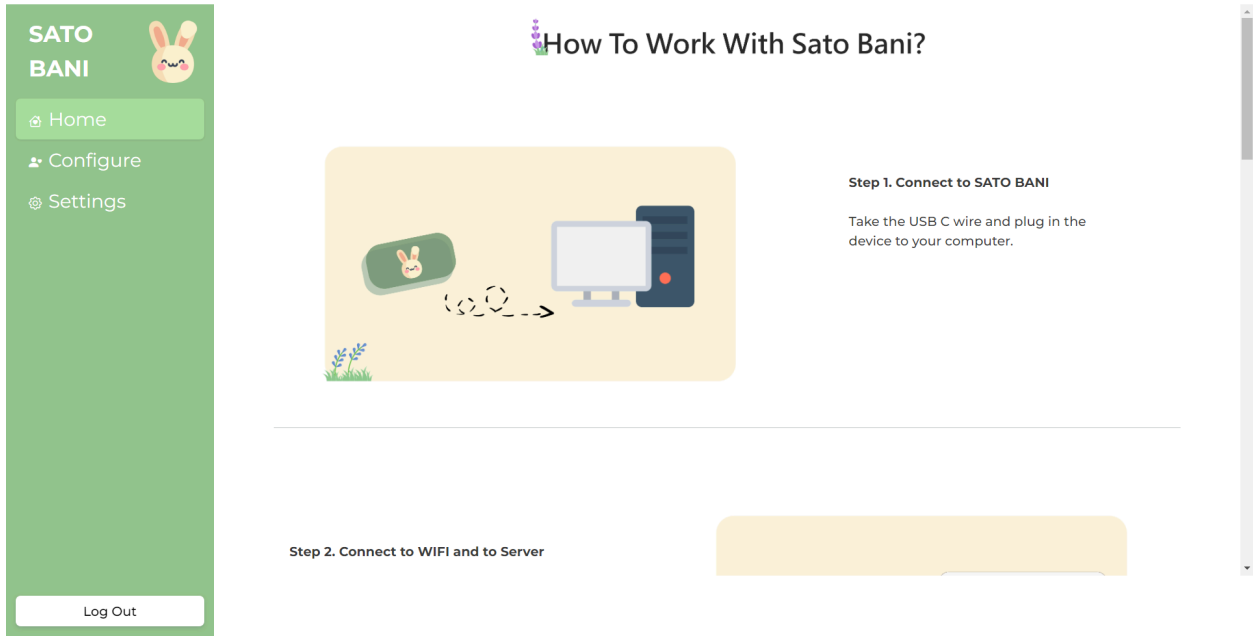 SATO
BANI
Home
Configure
Settings
Log Out
How To Work With Sato Bani?
Step 1. Connect to SATO BANI
Take the USB C wire and plug in the
device to your computer.
Step 2. Connect to WIFI and to Server